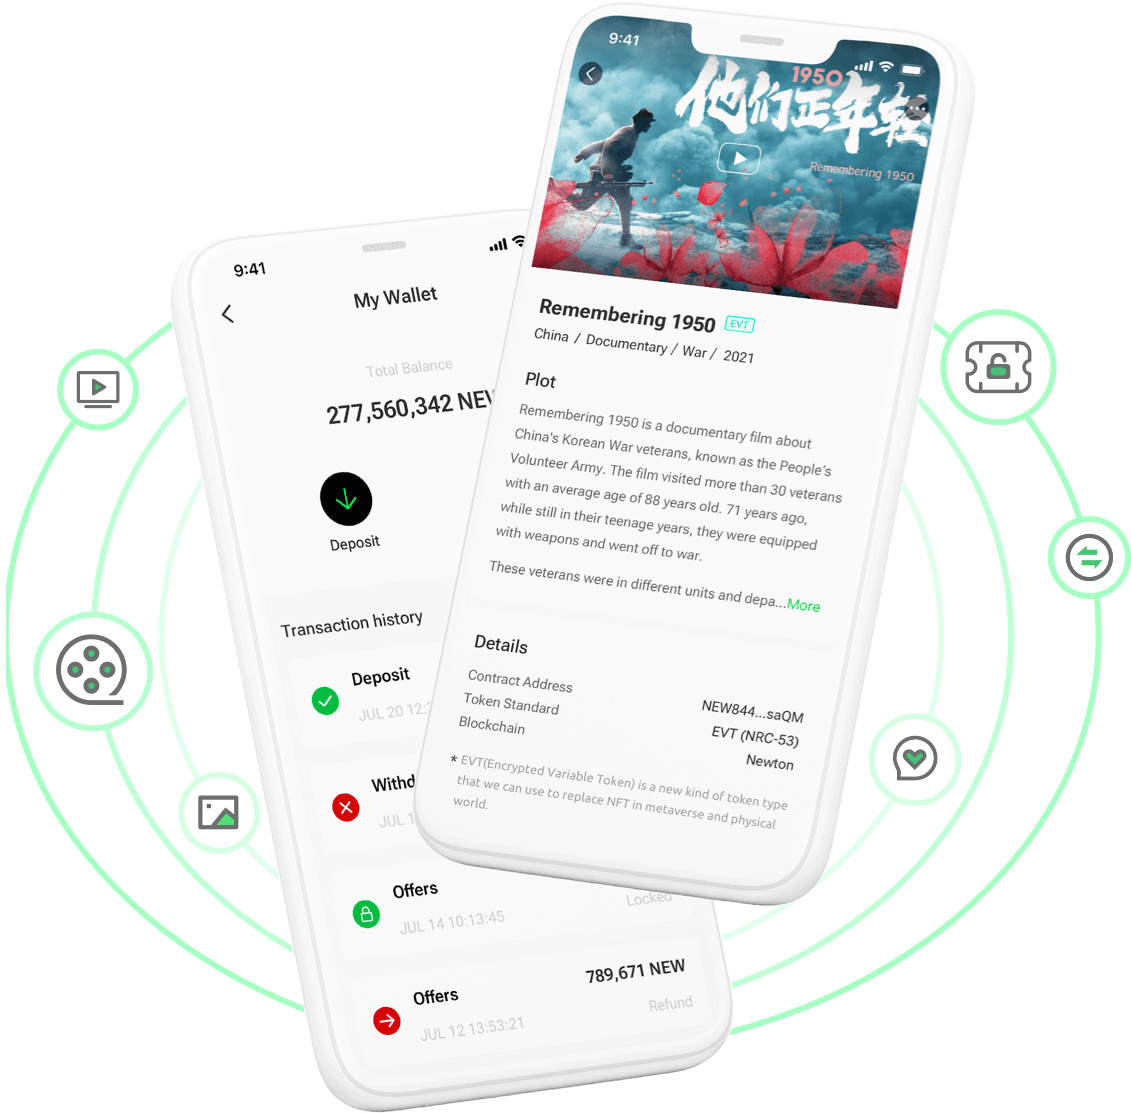 9:41
1950
他们正年轻
Remembering 1950
Remembering 1950 EVT
China / Documentary / War / 2021
Plot
Remembering 1950 is a documentary film about
China's Korean War veterans, known as the People's
Volunteer Army. The film visited more than 30 veterans
with an average age of 88 years old. 71 years ago,
while still in their teenage years, they were equipped
with weapons and went off to war.
These veterans were in different units and depa...More
Details
Contract Address NEW844...saQM
Token Standard EVT (NRC-53)
Blockchain Newton
* EVT(Encrypted Variable Token) is a new kind of token type
that we can use to replace NFT in metaverse and physical
world.
9:41
My Wallet
Total Balance
277,560,342 NEW
Deposit
Transaction history
Deposit
JUL 20 12:
Withd
JUL 1
Offers
JUL 14 10:13:45 Locked
Offers 789,671 NEW
JUL 12 13:53:21 Refund